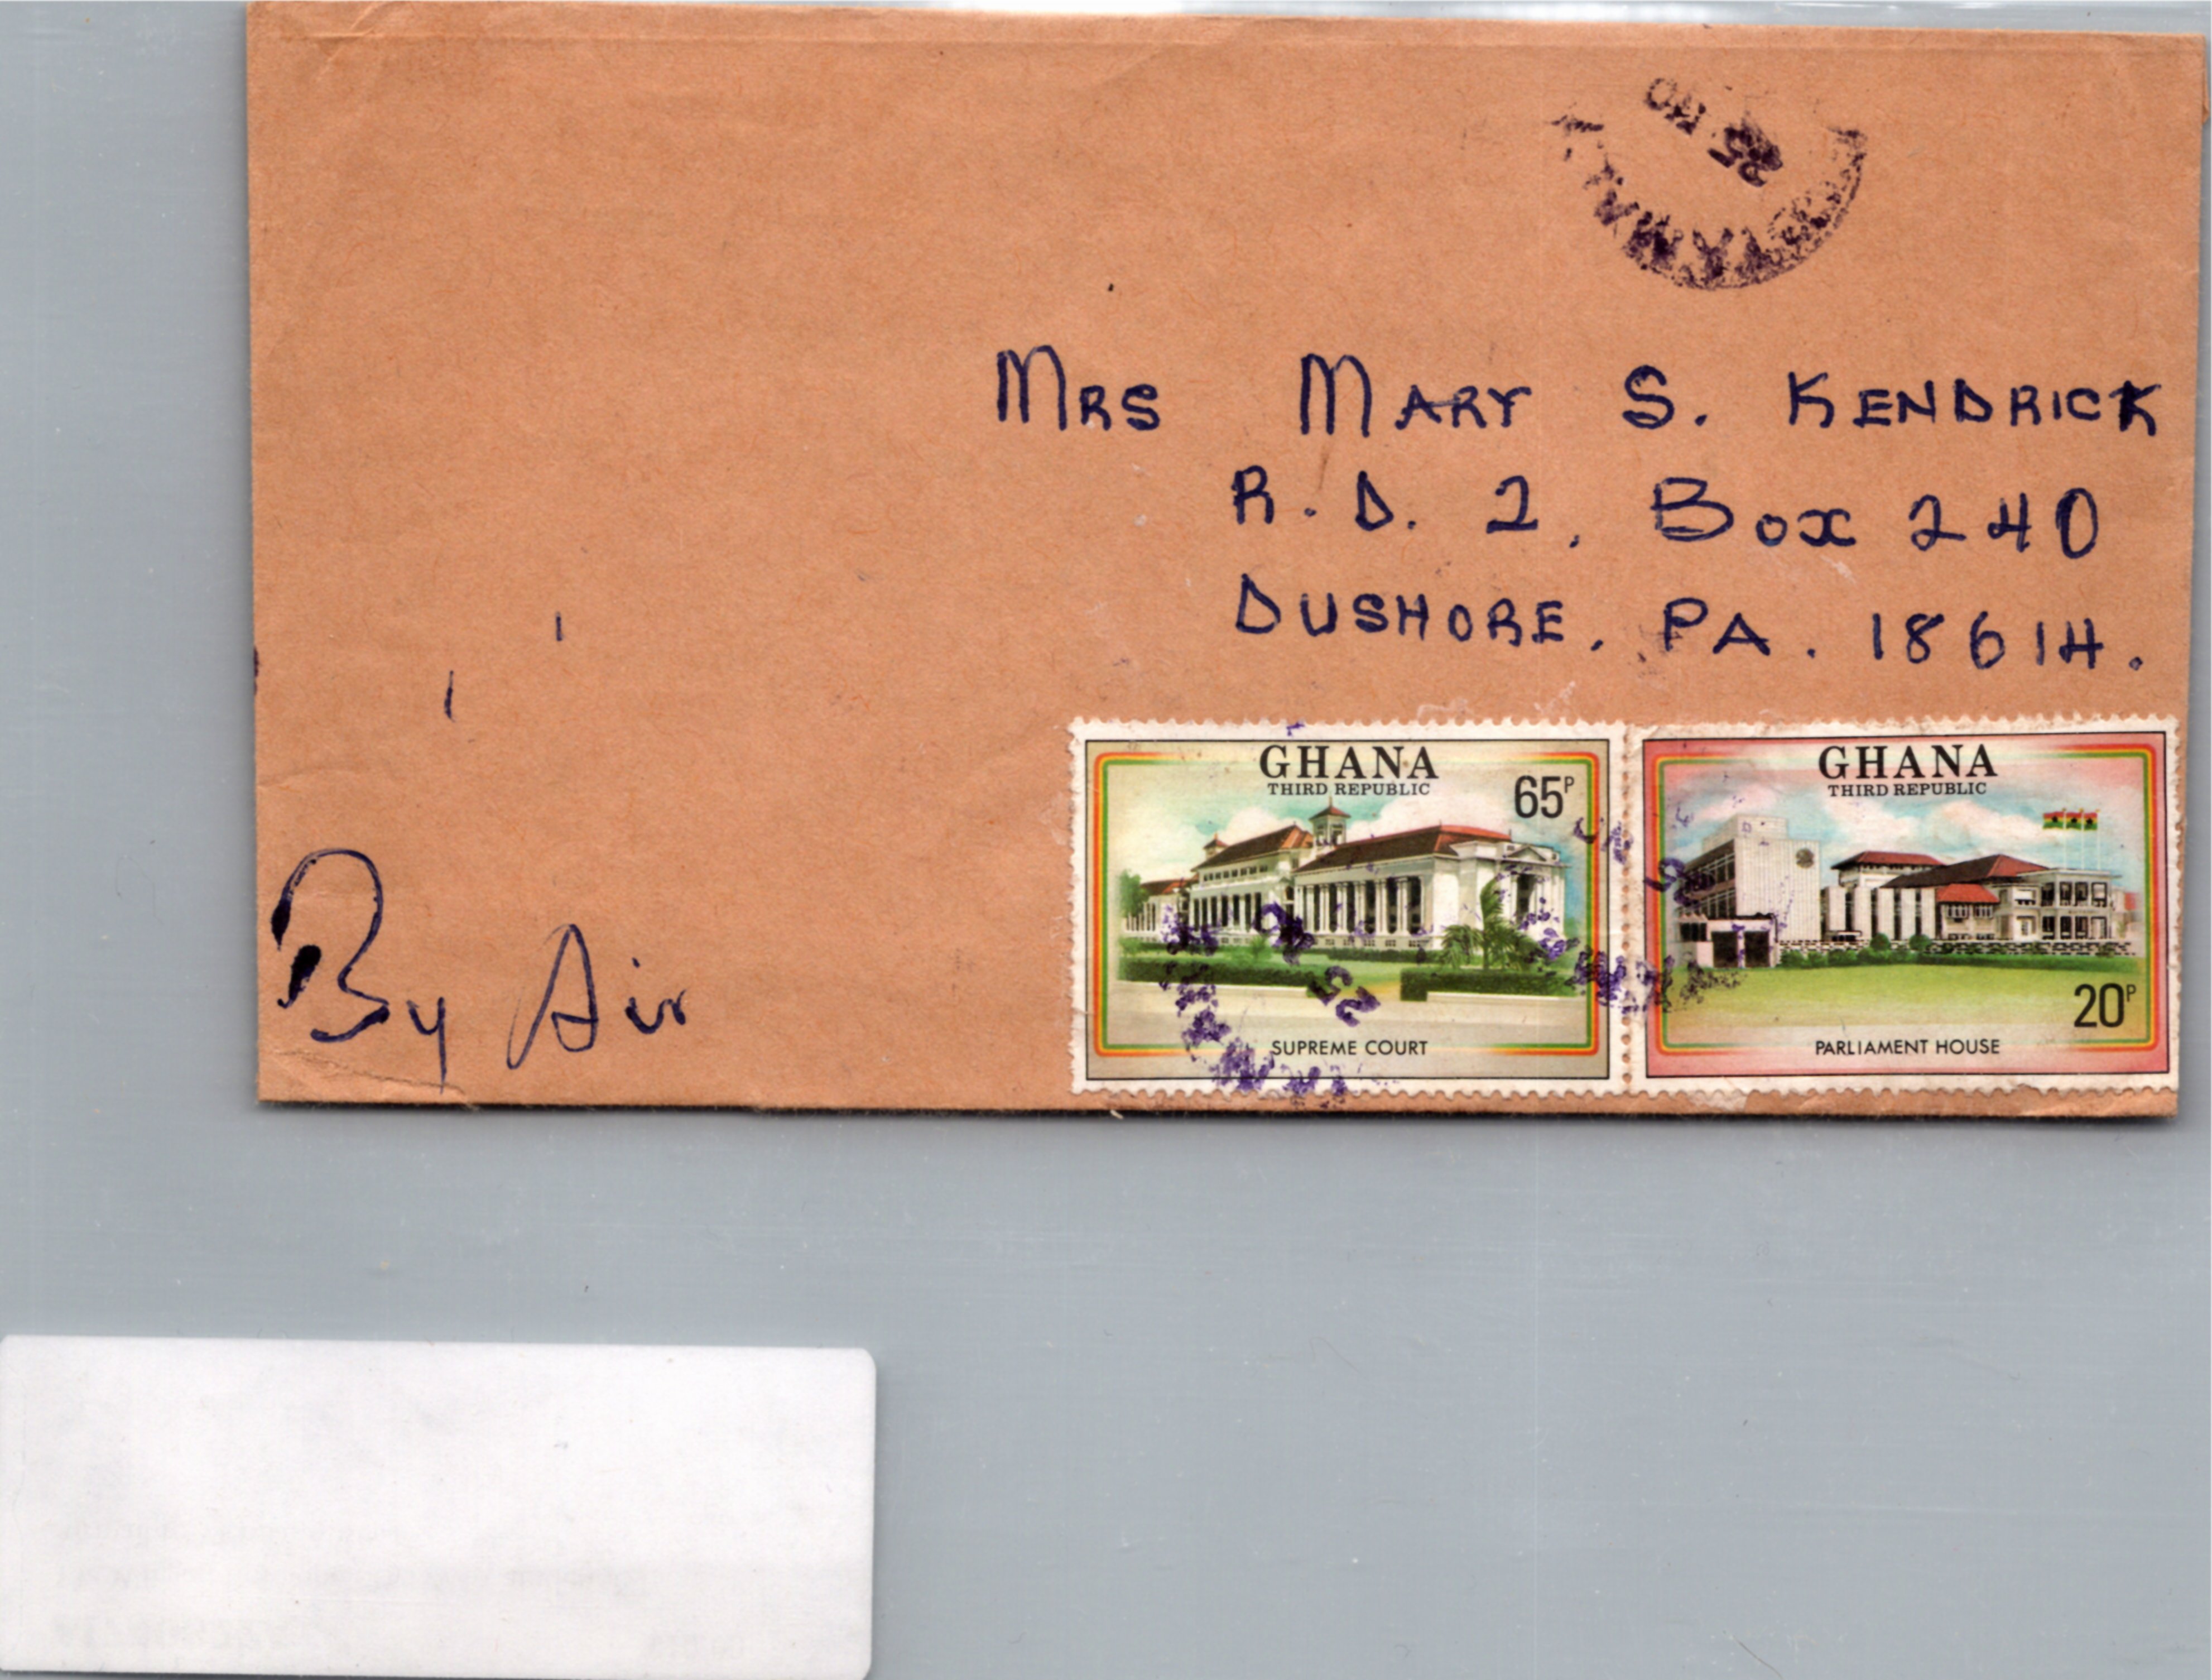 Mrs Mary S. Kendrick
R.D. 2, Box 240
Dushore, PA. 18614.
By Air
GHANA
THIRD REPUBLIC
65P
SUPREME COURT
GHANA
THIRD REPUBLIC
20P
PARLIAMENT HOUSE